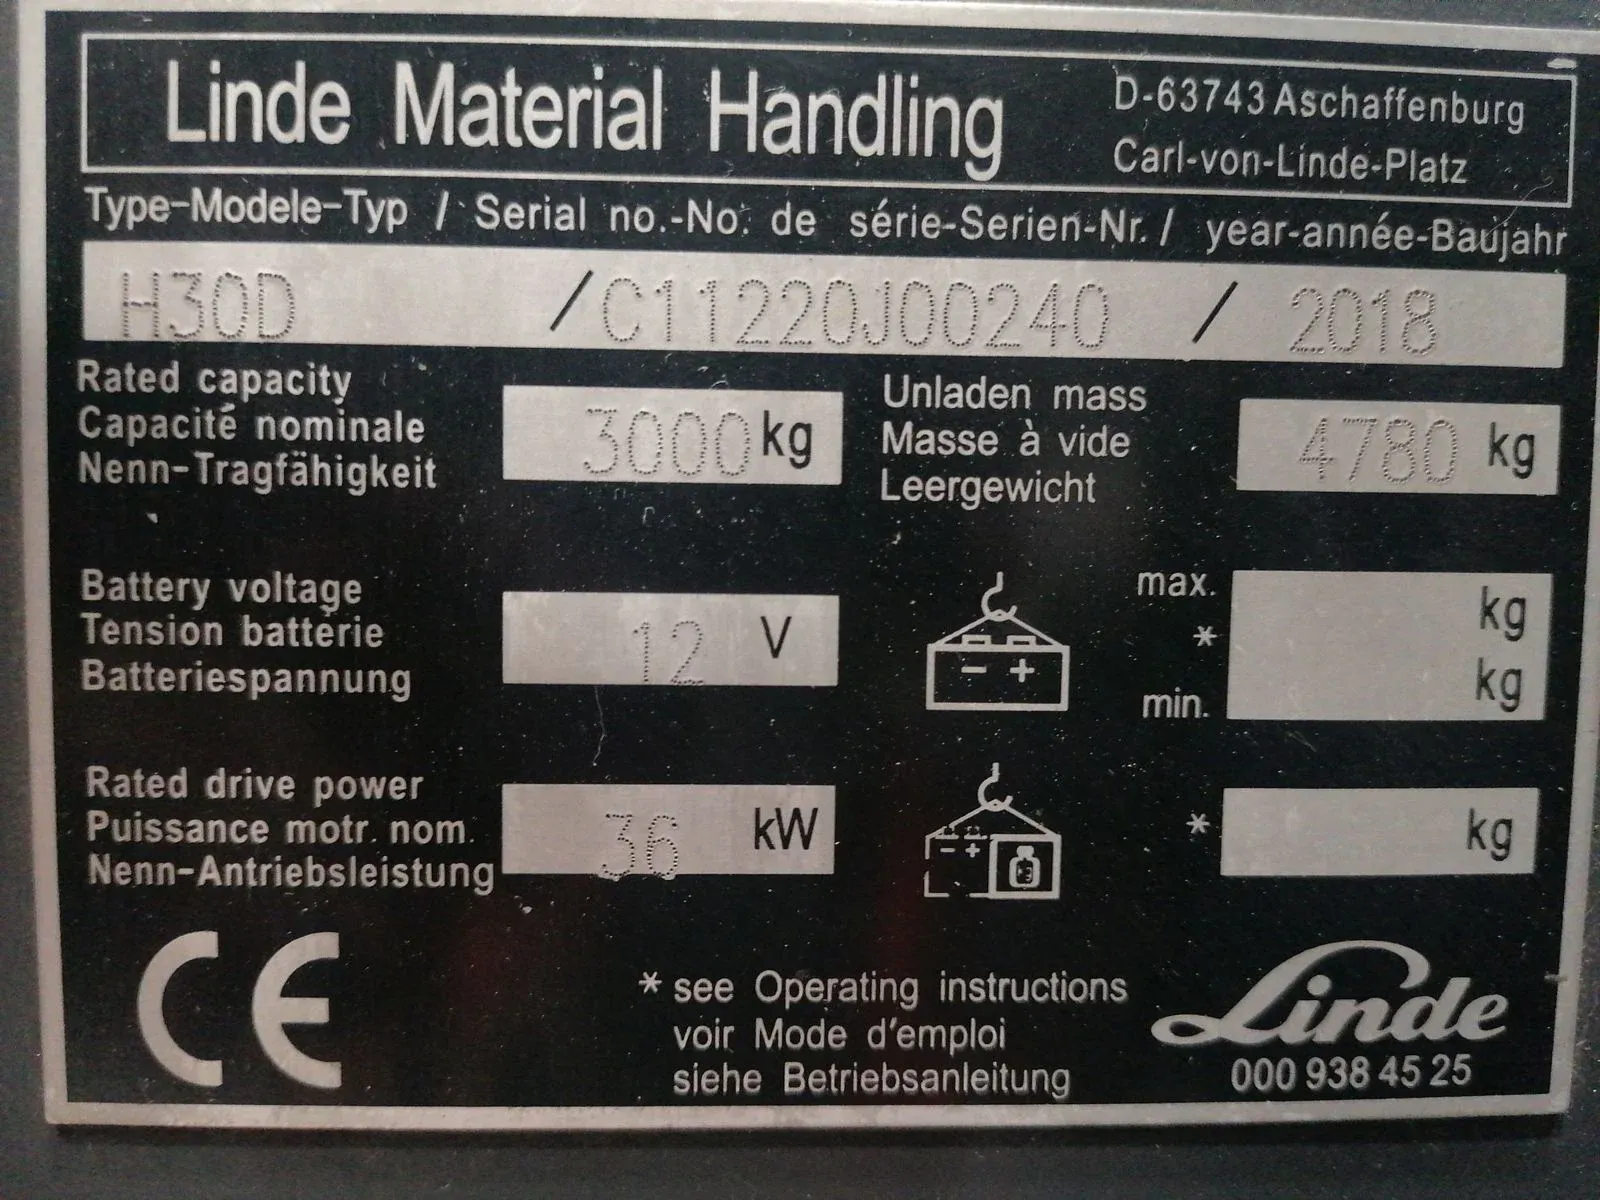 Linde Material Handling
D-63743 Aschaffenburg
Carl-von-Linde-Platz
Type-Modele-Typ / Serial no.-No. de série-Serien-Nr. / year-année-Baujahr
H30D / C11220J00240 / 2018
Rated capacity
Capacité nominale
Nenn-Tragfähigkeit
3000 kg
Unladen mass
Masse à vide
Leergewicht
4780 kg
Battery voltage
Tension batterie
Batteriespannung
12 V
- +
max.
*
min.
kg
kg
Rated drive power
Puissance motr. nom.
Nenn-Antriebsleistung
36 kW
- +
kg
*
kg
CE
* see Operating instructions
voir Mode d'emploi
siehe Betriebsanleitung
Linde
000 938 45 25